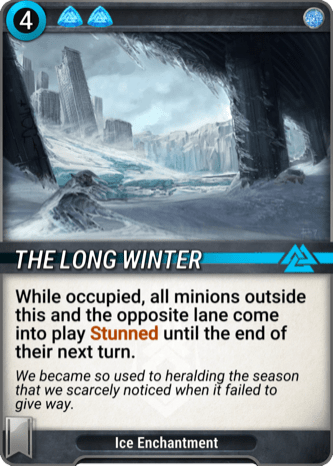 4
THE LONG WINTER
While occupied, all minions outside
this and the opposite lane come
into play Stunned until the end of
their next turn.
We became so used to heralding the season
that we scarcely noticed when it failed to
give way.
Ice Enchantment